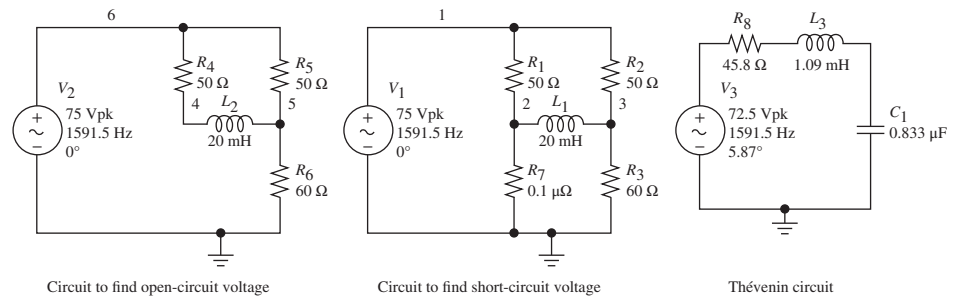 6
V2
75 Vpk
1591.5 Hz
0°
R4
50 Ω
R5
50 Ω
4
L2
5
20 mH
R6
60 Ω
Circuit to find open-circuit voltage
1
V1
75 Vpk
1591.5 Hz
0°
R1
50 Ω
R2
50 Ω
2
L1
3
20 mH
R7
0.1 μΩ
R3
60 Ω
Circuit to find short-circuit voltage
R8
45.8 Ω
L3
1.09 mH
V3
72.5 Vpk
1591.5 Hz
5.87°
C1
0.833 μF
Thévenin circuit